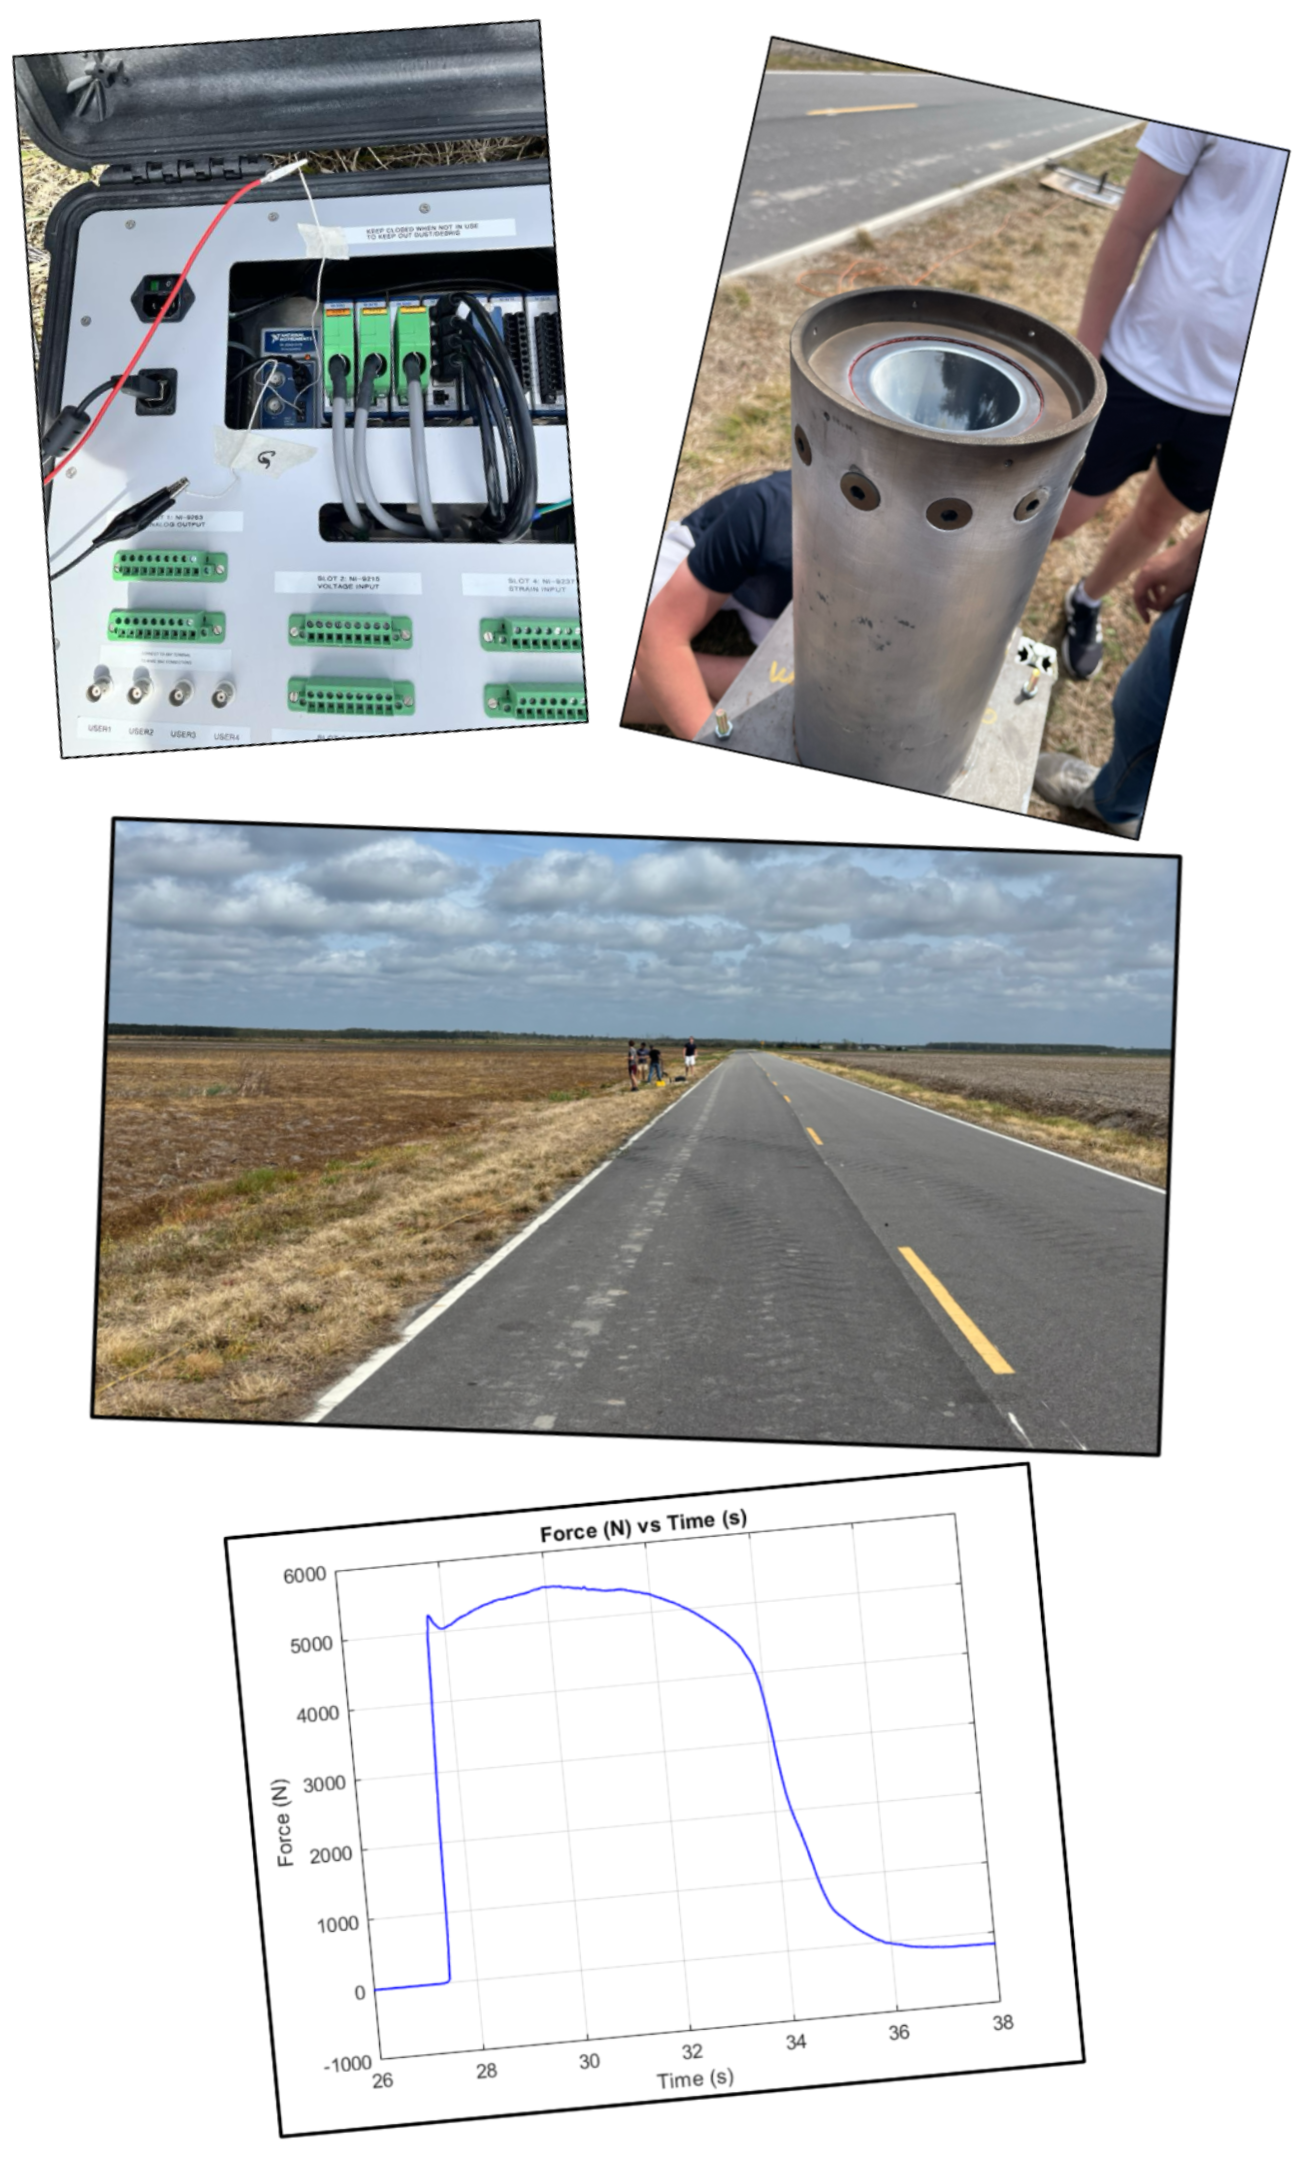 KEEP CLOSED WHEN NOT IN USE
TO KEEP OUT DUST/DEBRIS
NATIONAL
INSTRUMENTS
G
1: NI-9263
ANALOG OUTPUT
SLOT 2: NI-9215
VOLTAGE INPUT
SLOT 4: NI-9237
STRAIN INPUT
USER1 USER2 USER3 USER4
Force (N) vs Time (s)
6000
5000
4000
3000
2000
1000
0
-1000
Force (N)
26 28 30 32 34 36 38
Time (s)